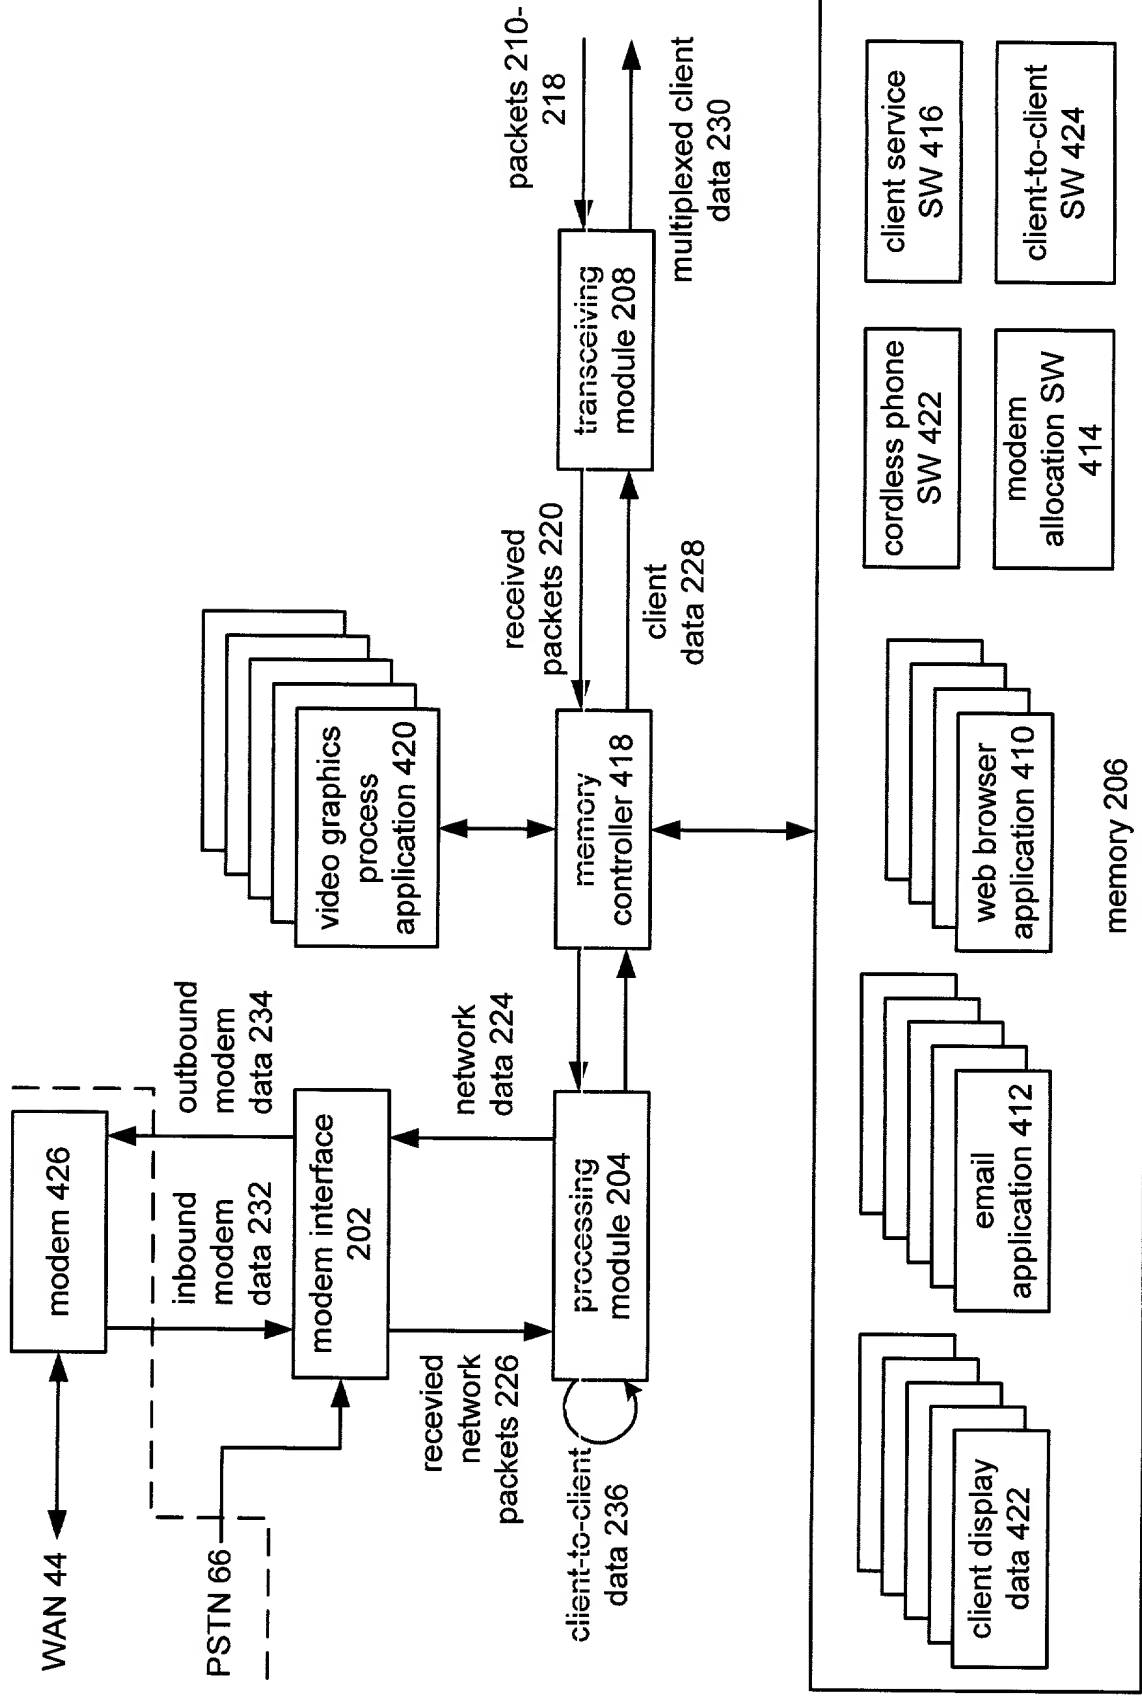 WAN 44
modem 426
PSTN 66
inbound
modem
data 232
outbound
modem
data 234
modem interface
202
recevied
network
packets 226
network
data 224
client-to-client
data 236
processing
module 204
video graphics
process
application 420
memory
controller 418
received
packets 220
client
data 228
transceiving
module 208
packets 210-
218
multiplexed client
data 230
client display
data 422
email
application 412
web browser
application 410
cordless phone
SW 422
client service
SW 416
modem
allocation SW
414
client-to-client
SW 424
memory 206